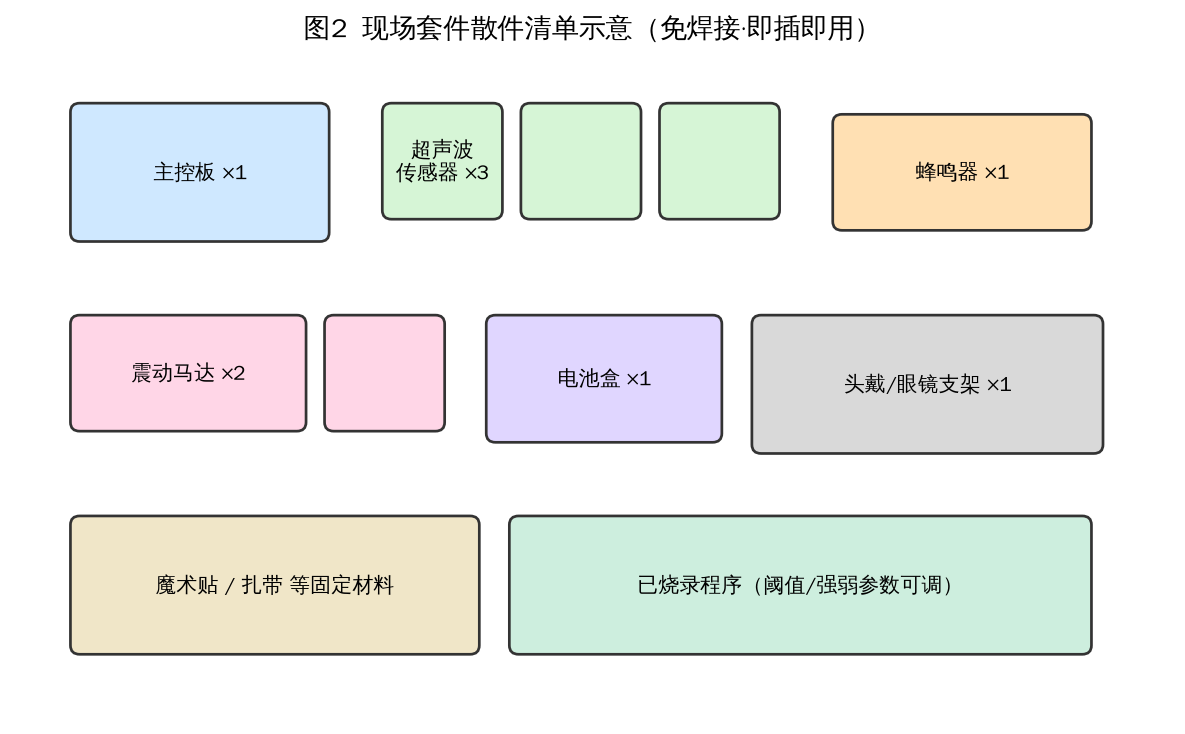 图2 现场套件散件清单示意（免焊接·即插即用）
主控板 ×1
超声波
传感器 ×3
蜂鸣器 ×1
震动马达 ×2
电池盒 ×1
头戴/眼镜支架 ×1
魔术贴 / 扎带 等固定材料
已烧录程序（阈值/强弱参数可调）